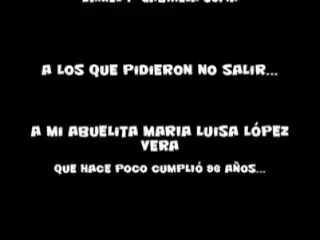 A LOS QUE PIDIERON NO SALIR...
A MI ABUELITA MARIA LUISA LÓPEZ
VERA
QUE HACE POCO CUMPLIÓ 96 AÑOS...